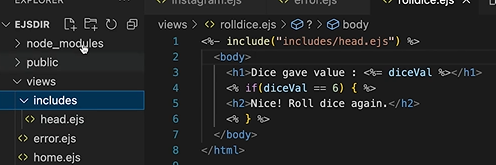 EXPLORER
instagram.ejs
error.ejs
rolldice.ejs
EJSDIR
node_modules
public
views
includes
head.ejs
error.ejs
home.ejs
views > rolldice.ejs > ? > body
1 <%- include("includes/head.ejs") %>
2 <body>
3 <h1>Dice gave value : <%= diceVal %></h1>
4 <% if(diceVal == 6) { %>
5 <h2>Nice! Roll dice again.</h2>
6 <% } %>
7 </body>
8 </html>